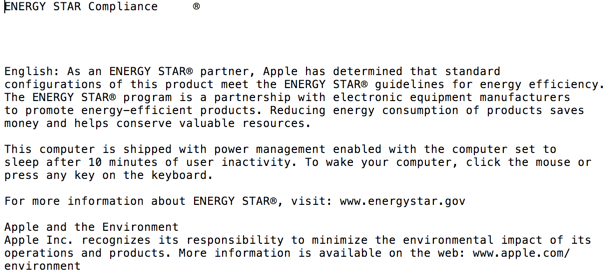 ENERGY STAR Compliance ®
English: As an ENERGY STAR® partner, Apple has determined that standard
configurations of this product meet the ENERGY STAR® guidelines for energy efficiency.
The ENERGY STAR® program is a partnership with electronic equipment manufacturers
to promote energy-efficient products. Reducing energy consumption of products saves
money and helps conserve valuable resources.
This computer is shipped with power management enabled with the computer set to
sleep after 10 minutes of user inactivity. To wake your computer, click the mouse or
press any key on the keyboard.
For more information about ENERGY STAR®, visit: www.energystar.gov
Apple and the Environment
Apple Inc. recognizes its responsibility to minimize the environmental impact of its
operations and products. More information is available on the web: www.apple.com/
environment